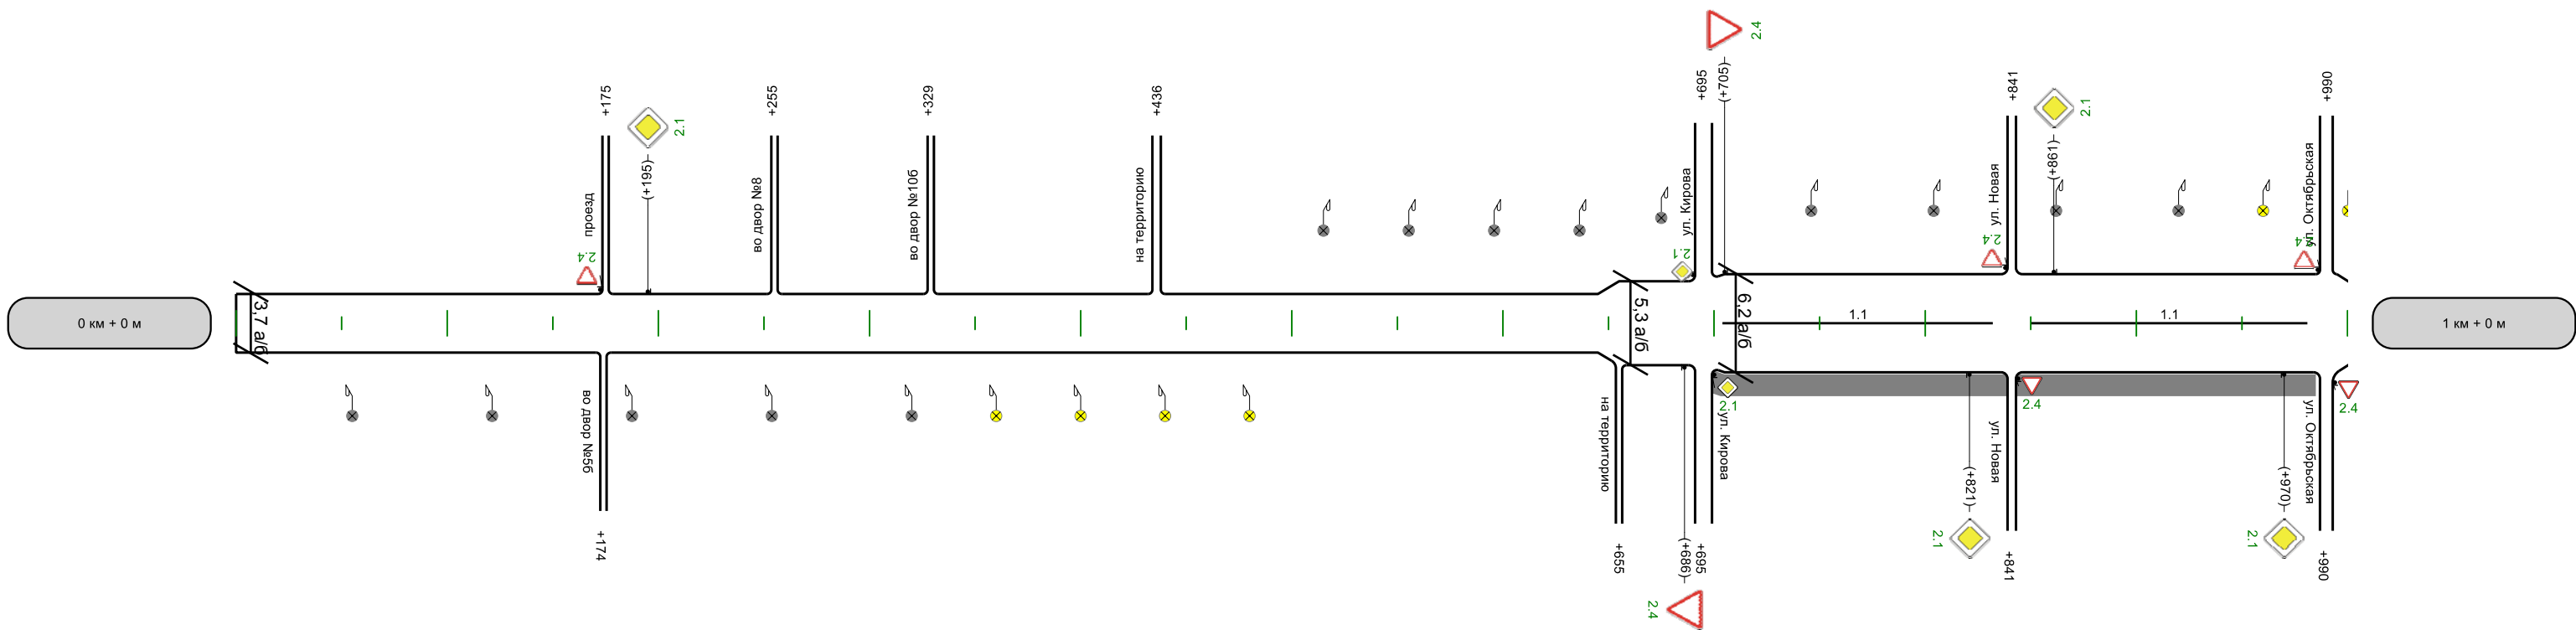 2.4
+175
+255
+329
+436
+695
(+705)
+841
+990
2.1
2.1
(+195)
(+861)
проезд
во двор №8
во двор №10б
на территорию
ул. Кирова
ул. Новая
ул. Октябрьская
2.4
2.1
2.4
2.4
0 км + 0 м
3,7 а/б
5,3 а/б
6,2 а/б
1.1
1.1
1 км + 0 м
2.1
2.4
2.4
во двор №5б
на территорию
ул. Кирова
ул. Новая
ул. Октябрьская
(+821)
(+970)
+174
+655
(+686)
+695
2.1
+841
2.1
+990
2.4